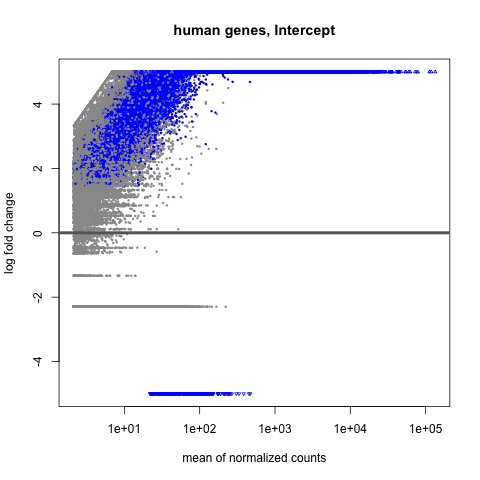 human genes, Intercept
log fold change
4
2
0
-2
-4
1e+01 1e+02 1e+03 1e+04 1e+05
mean of normalized counts